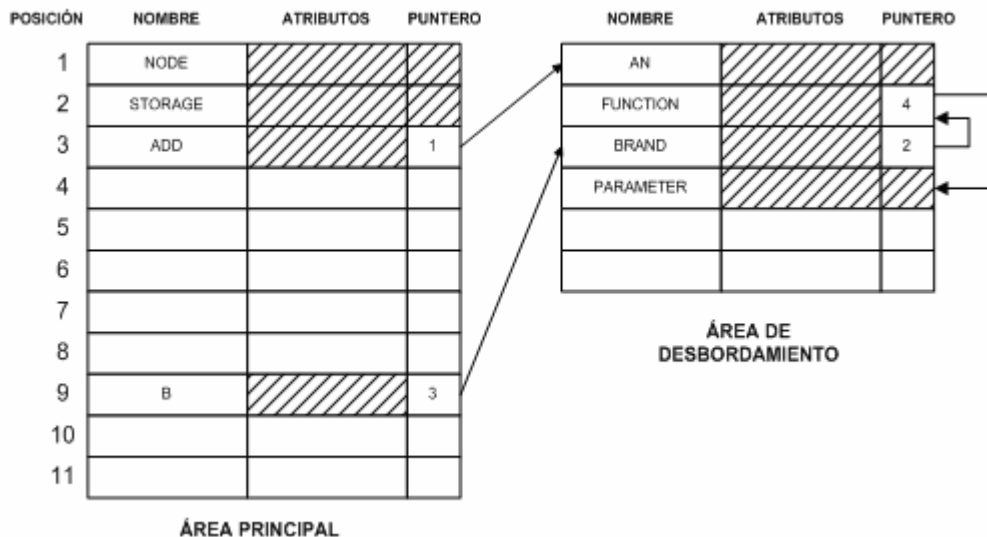 POSICIÓN NOMBRE ATRIBUTOS PUNTERO NOMBRE ATRIBUTOS PUNTERO
1 NODE AN
2 STORAGE FUNCTION 4
3 ADD 1 BRAND 2
4 PARAMETER
5
6
7
8
9 B 3
10
11
ÁREA DE
DESBORDAMIENTO
ÁREA PRINCIPAL